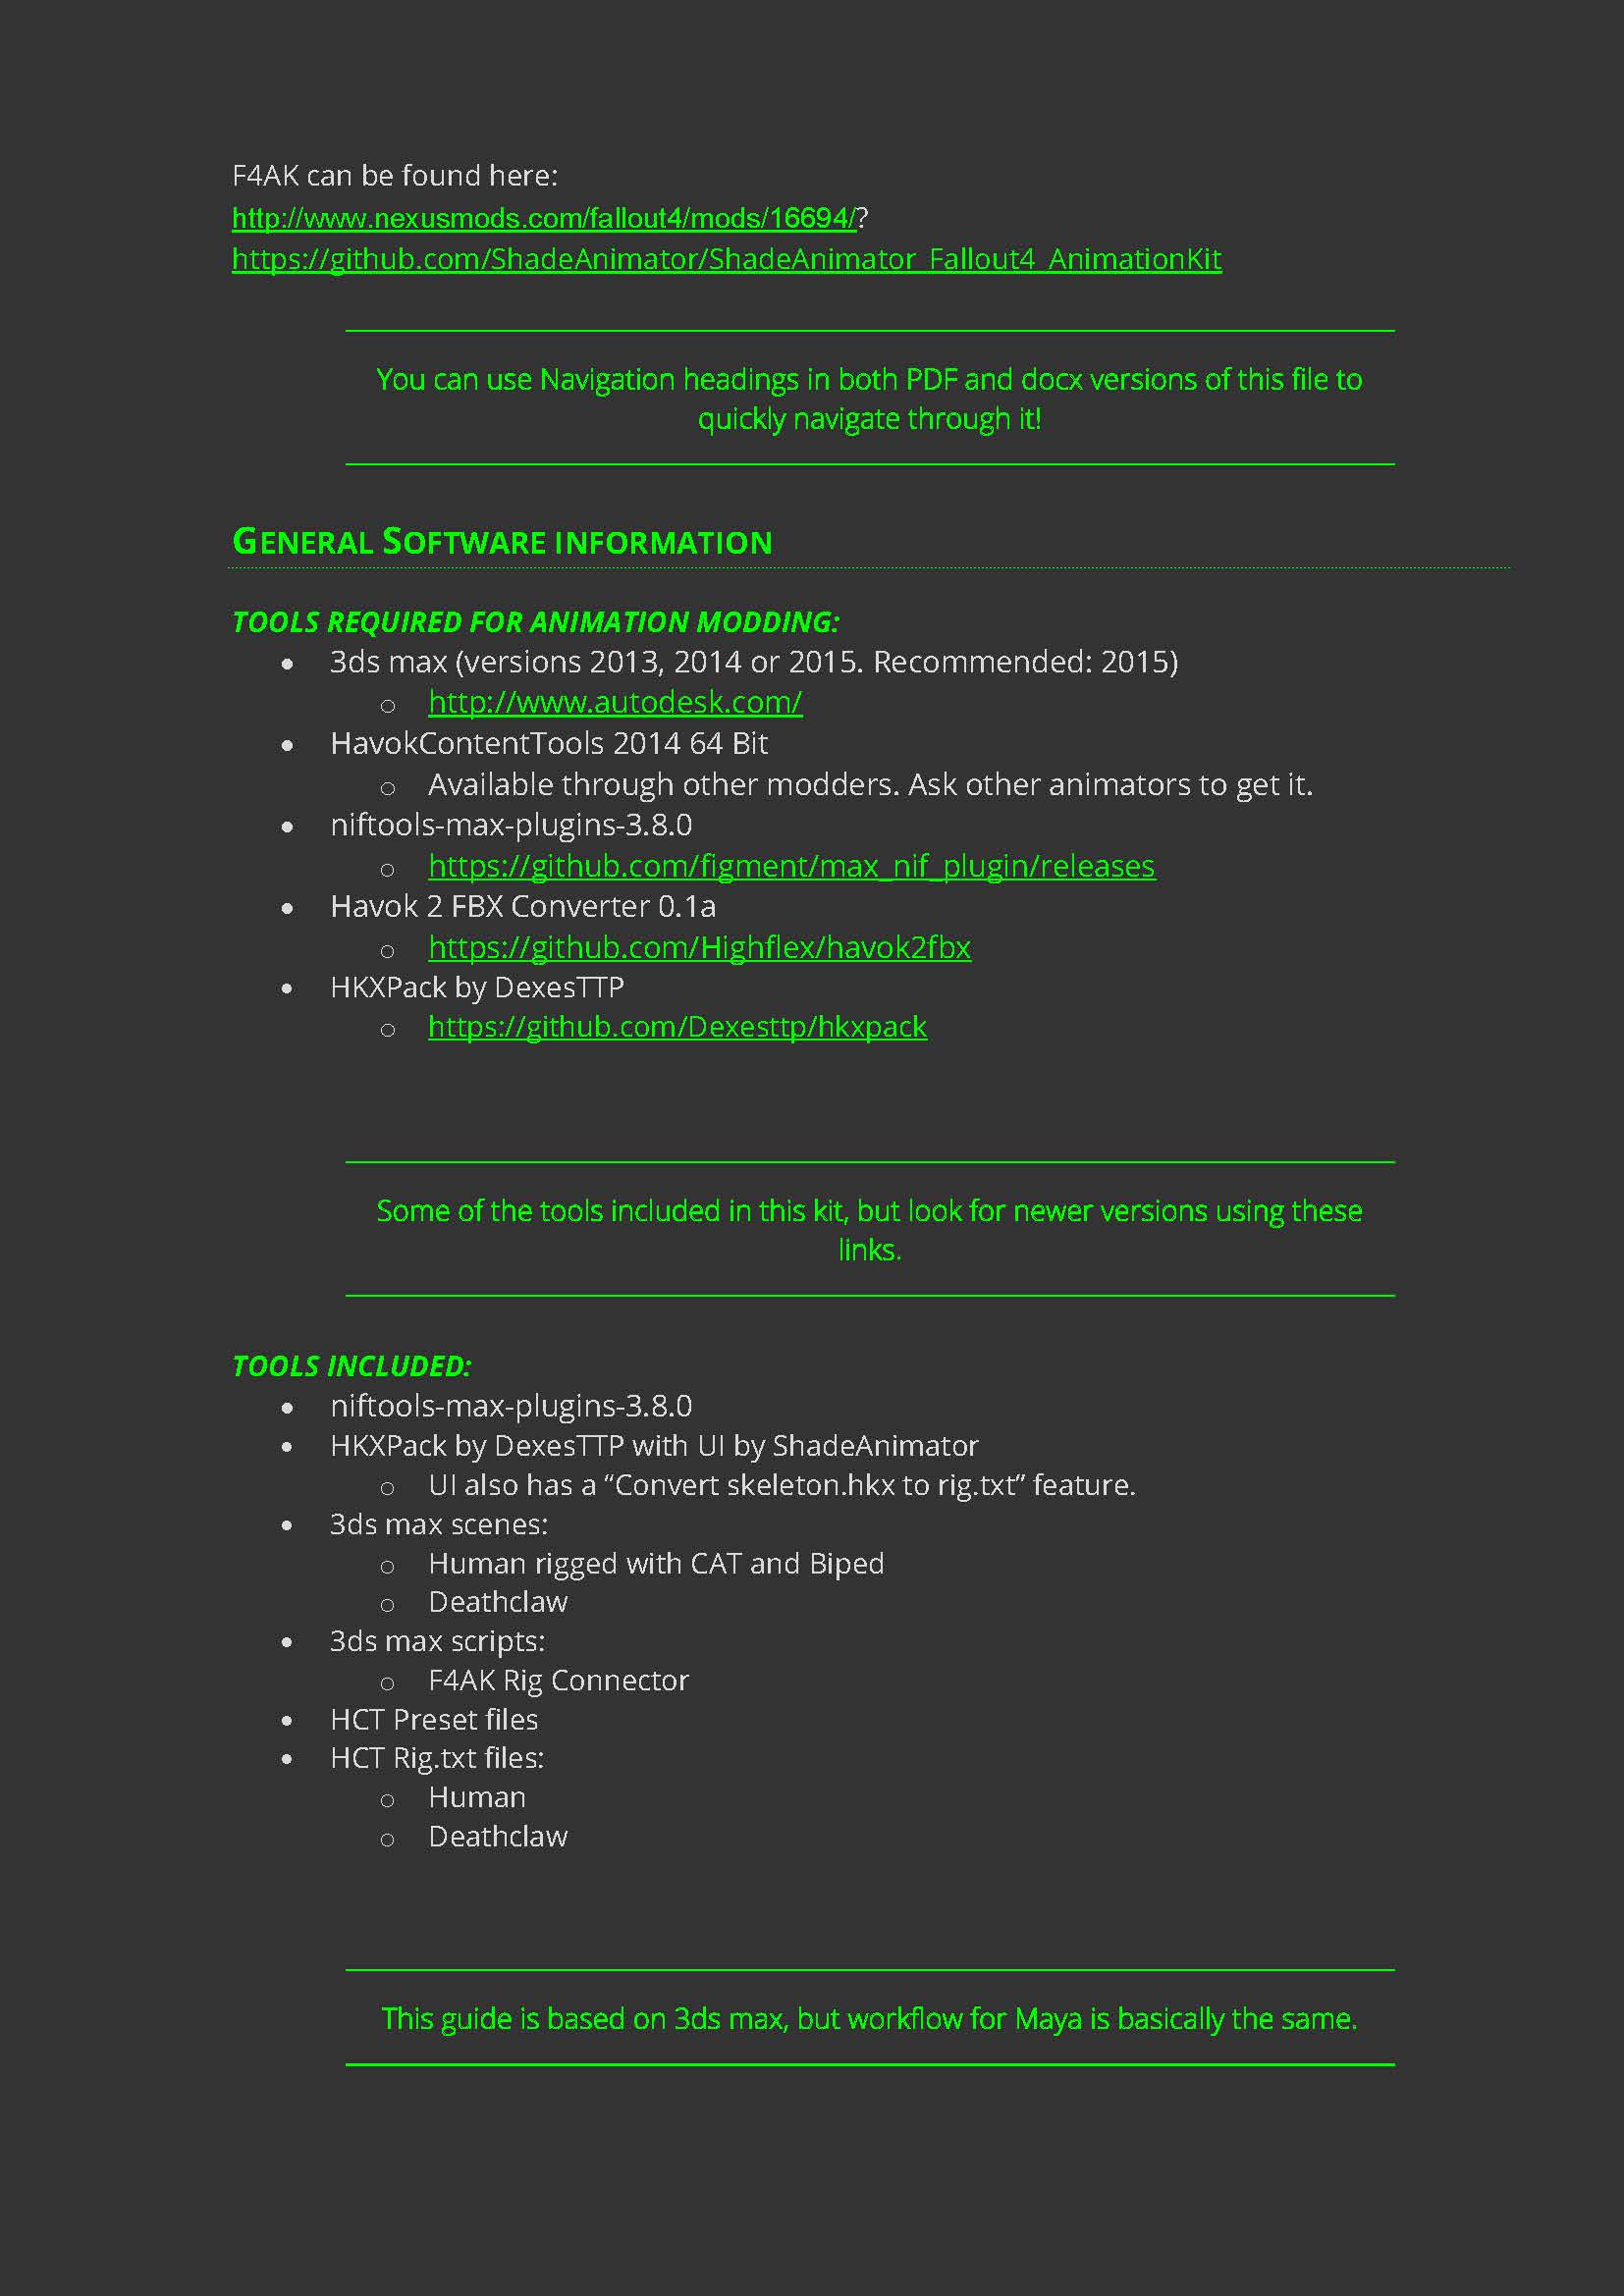 F4AK can be found here:
http://www.nexusmods.com/fallout4/mods/16694/?
https://github.com/ShadeAnimator/ShadeAnimator_Fallout4_AnimationKit
You can use Navigation headings in both PDF and docx versions of this file to
quickly navigate through it!
GENERAL SOFTWARE INFORMATION
TOOLS REQUIRED FOR ANIMATION MODDING:
• 3ds max (versions 2013, 2014 or 2015. Recommended: 2015)
○ http://www.autodesk.com/
• HavokContentTools 2014 64 Bit
○ Available through other modders. Ask other animators to get it.
• niftools-max-plugins-3.8.0
○ https://github.com/figment/max_nif_plugin/releases
• Havok 2 FBX Converter 0.1a
○ https://github.com/Highflex/havok2fbx
• HKXPack by DexesTTP
○ https://github.com/Dexesttp/hkxpack
Some of the tools included in this kit, but look for newer versions using these
links.
TOOLS INCLUDED:
• niftools-max-plugins-3.8.0
• HKXPack by DexesTTP with UI by ShadeAnimator
○ UI also has a “Convert skeleton.hkx to rig.txt” feature.
• 3ds max scenes:
○ Human rigged with CAT and Biped
○ Deathclaw
• 3ds max scripts:
○ F4AK Rig Connector
• HCT Preset files
• HCT Rig.txt files:
○ Human
○ Deathclaw
This guide is based on 3ds max, but workflow for Maya is basically the same.